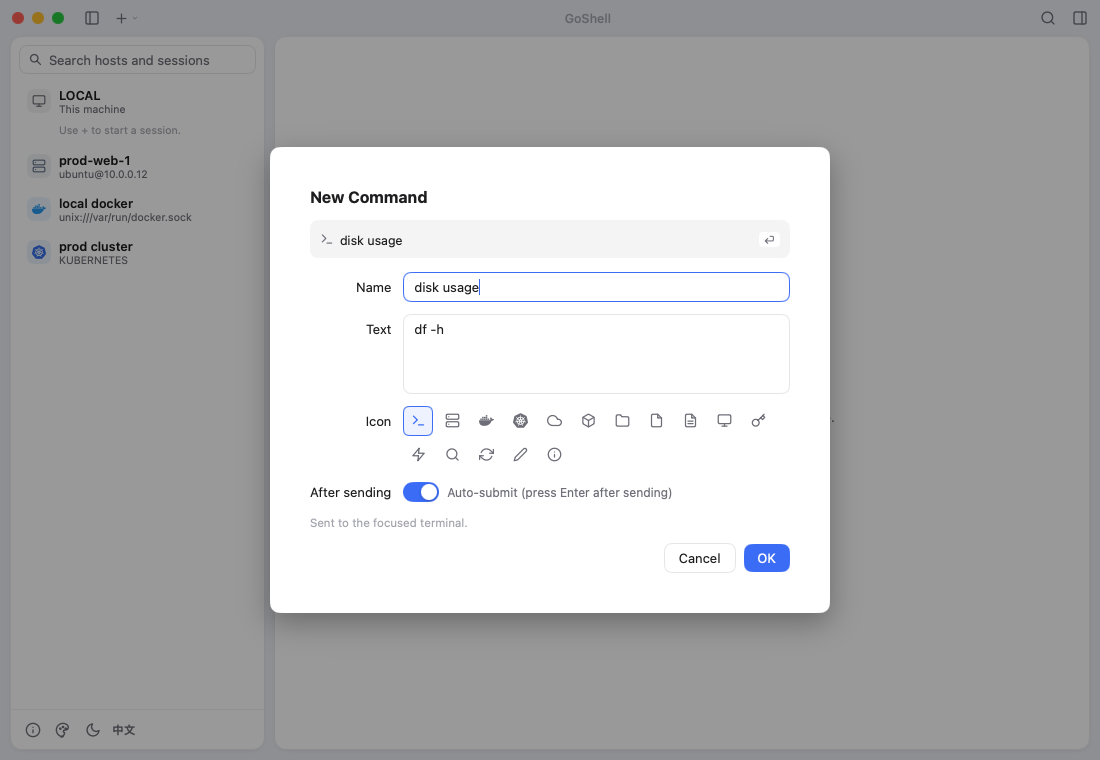 GoShell
Search hosts and sessions
LOCAL
This machine
Use + to start a session.
prod-web-1
ubuntu@10.0.0.12
local docker
unix:///var/run/docker.sock
prod cluster
KUBERNETES
中文
New Command
disk usage
Name
disk usage
Text
df -h
Icon
After sending
Auto-submit (press Enter after sending)
Sent to the focused terminal.
Cancel
OK